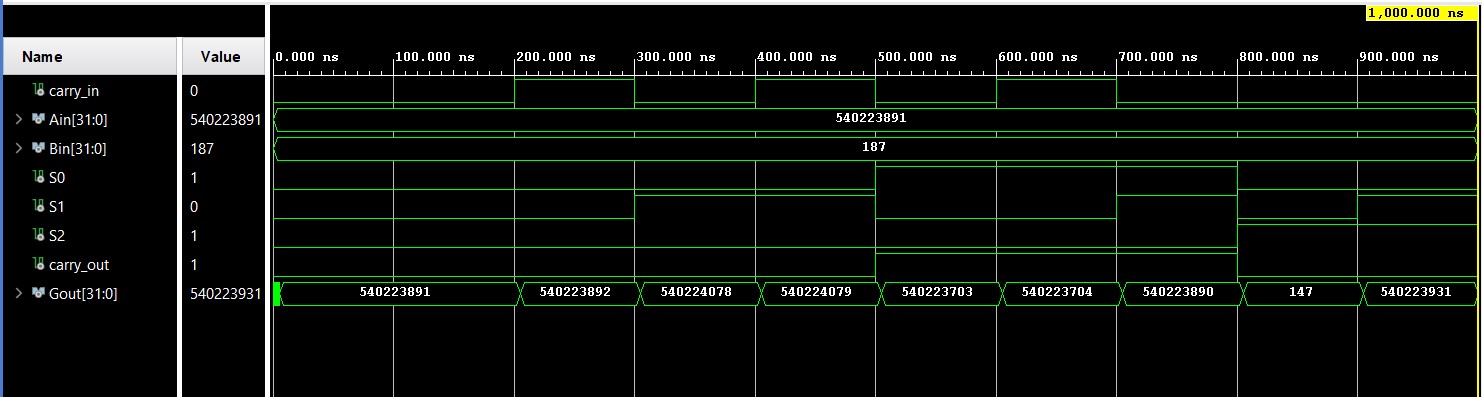 1,000.000 ns
Name Value 0.000 ns 100.000 ns 200.000 ns 300.000 ns 400.000 ns 500.000 ns 600.000 ns 700.000 ns 800.000 ns 900.000 ns
carry_in 0
Ain[31:0] 540223891 540223891
Bin[31:0] 187 187
S0 1
S1 0
S2 1
carry_out 1
Gout[31:0] 540223931 540223891 540223892 540224078 540224079 540223703 540223704 540223890 147 540223931